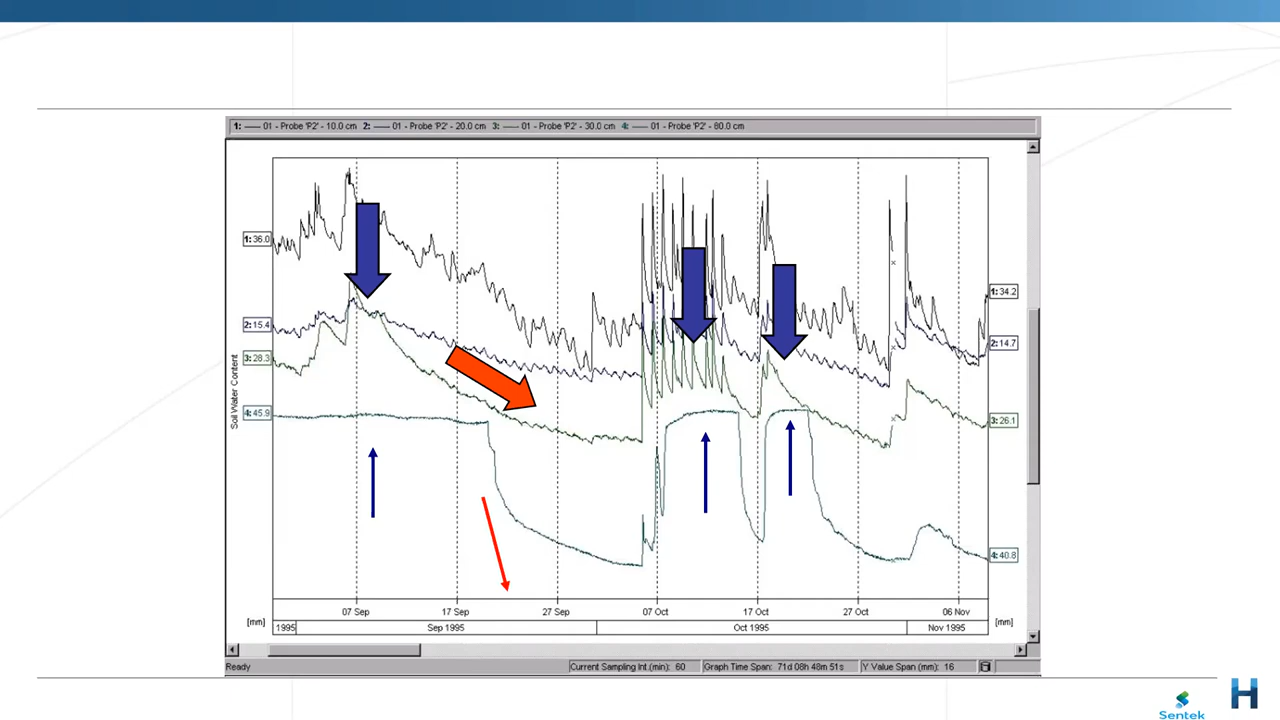 1: — 01 - Probe 'P2' - 10.0 cm 2: — 01 - Probe 'P2' - 20.0 cm 3: — 01 - Probe 'P2' - 30.0 cm 4: — 01 - Probe 'P2' - 80.0 cm
1: 36.0
2: 15.4
3: 28.3
4: 45.9
Soil Water Content
1: 34.2
2: 14.7
3: 26.1
4: 40.8
07 Sep 17 Sep 27 Sep 07 Oct 17 Oct 27 Oct 06 Nov
[mm] [mm]
1995 Sep 1995 Oct 1995 Nov 1995
Ready Current Sampling Int.(min): 60 Graph Time Span: 71d 08h 48m 51s Y Value Span (mm): 16
Sentek
H